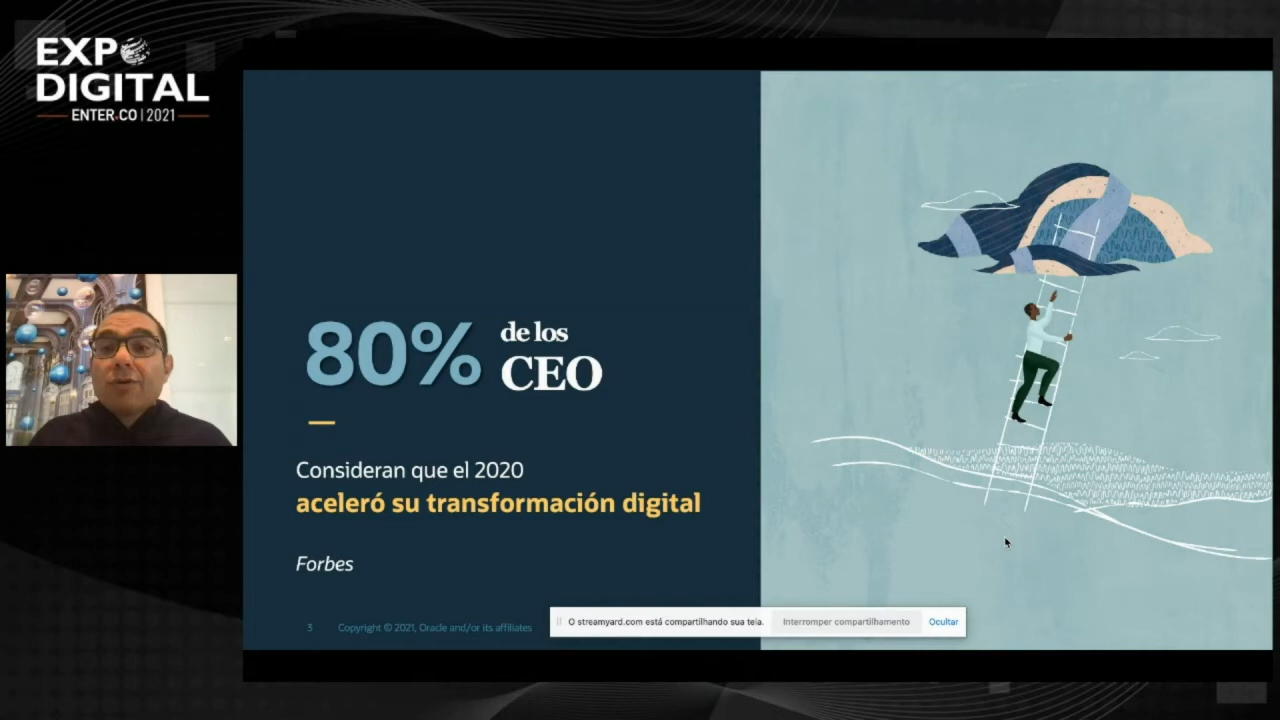 EXPO
DIGITAL
ENTER.CO | 2021
80% de los
CEO
Consideran que el 2020
aceleró su transformación digital
Forbes
3 Copyright © 2021, Oracle and/or its affiliates
O streamyard.com está compartilhando sua tela. Interromper compartilhamento Ocultar